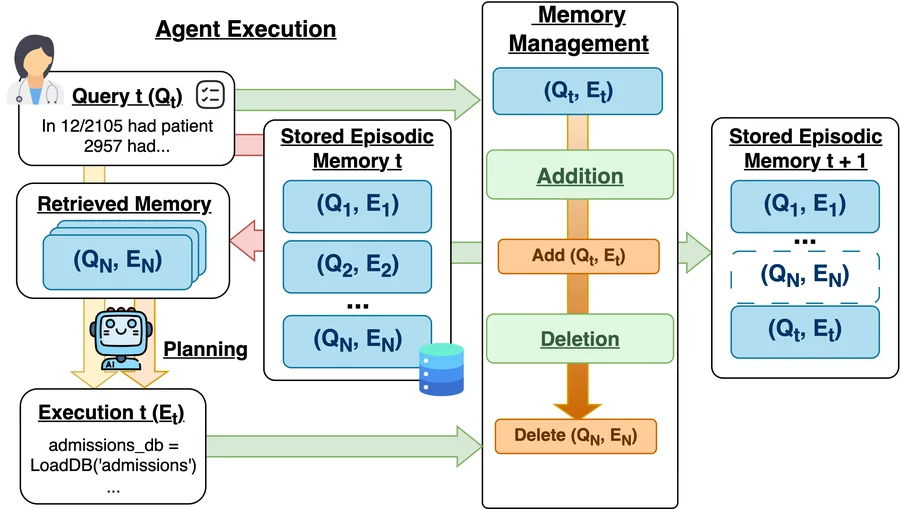 Agent Execution
Query t (Qt)
In 12/2105 had patient
2957 had...
Retrieved Memory
(QN, EN)
AI
Planning
Execution t (Et)
admissions_db =
LoadDB('admissions')
...
Stored Episodic
Memory t
(Q1, E1)
(Q2, E2)
...
(QN, EN)
Memory
Management
(Qt, Et)
Addition
Add (Qt, Et)
Deletion
Delete (QN, EN)
Stored Episodic
Memory t + 1
(Q1, E1)
...
(QN, EN)
(Qt, Et)